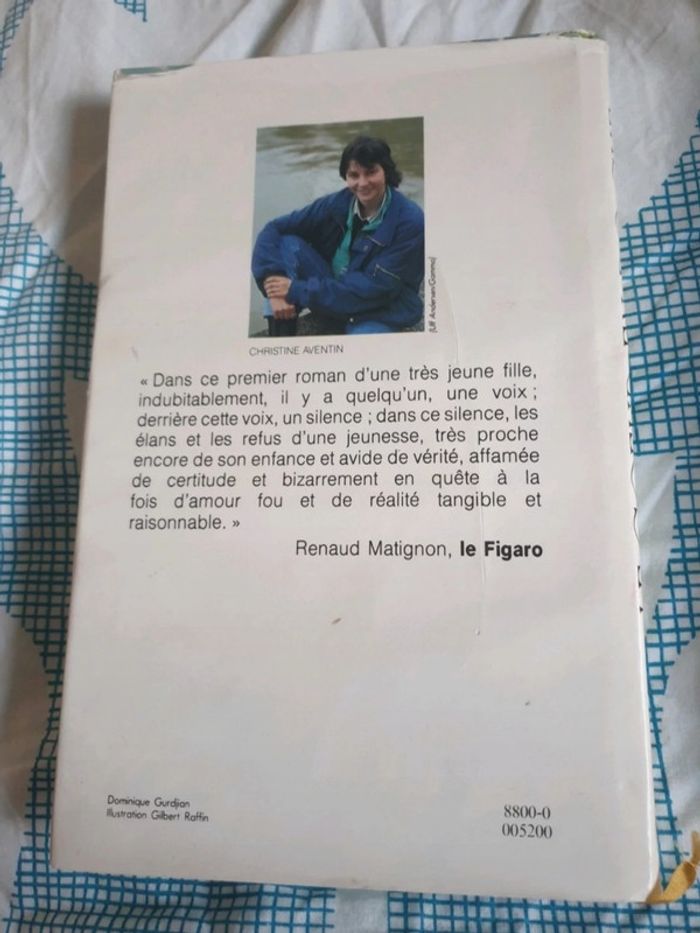 (Ulf Andersen/Gamma)
CHRISTINE AVENTIN
« Dans ce premier roman d'une très jeune fille,
indubitablement, il y a quelqu'un, une voix ;
derrière cette voix, un silence ; dans ce silence, les
élans et les refus d'une jeunesse, très proche
encore de son enfance et avide de vérité, affamée
de certitude et bizarrement en quête à la
fois d'amour fou et de réalité tangible et
raisonnable. »
Renaud Matignon, le Figaro
Dominique Gurdjian
Illustration Gilbert Raffin
8800-0
005200